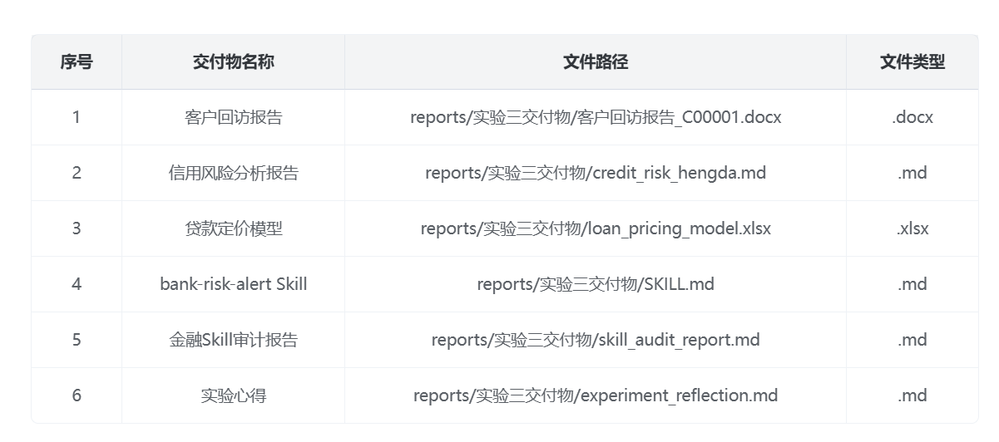 序号 交付物名称 文件路径 文件类型
1 客户回访报告 reports/实验三交付物/客户回访报告_C00001.docx .docx
2 信用风险分析报告 reports/实验三交付物/credit_risk_hengda.md .md
3 贷款定价模型 reports/实验三交付物/loan_pricing_model.xlsx .xlsx
4 bank-risk-alert Skill reports/实验三交付物/SKILL.md .md
5 金融Skill审计报告 reports/实验三交付物/skill_audit_report.md .md
6 实验心得 reports/实验三交付物/experiment_reflection.md .md